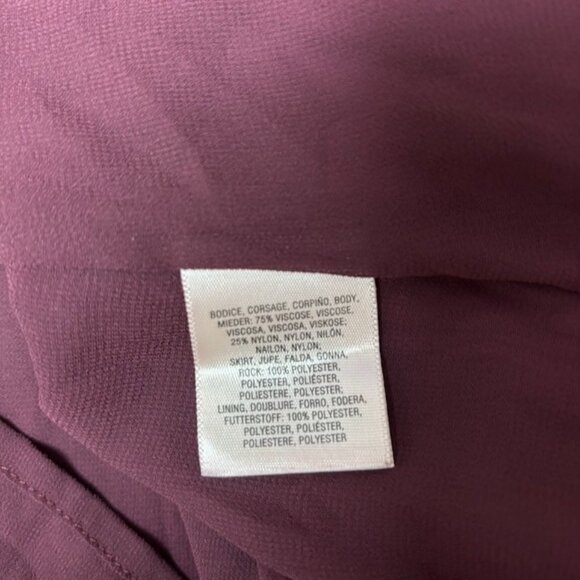 BODICE, CORSAGE, CORPIÑO, BODY,
MIEDER: 75% VISCOSE, VISCOSE,
VISCOSA, VISCOSA, VISKOSE;
25% NYLON, NYLON, NILÓN,
NAILON, NYLON;
SKIRT, JUPE, FALDA, GONNA,
ROCK: 100% POLYESTER,
POLYESTER, POLIÉSTER,
POLIESTERE, POLYESTER;
LINING, DOUBLURE, FORRO, FODERA,
FUTTERSTOFF: 100% POLYESTER,
POLYESTER, POLIÉSTER,
POLIESTERE, POLYESTER